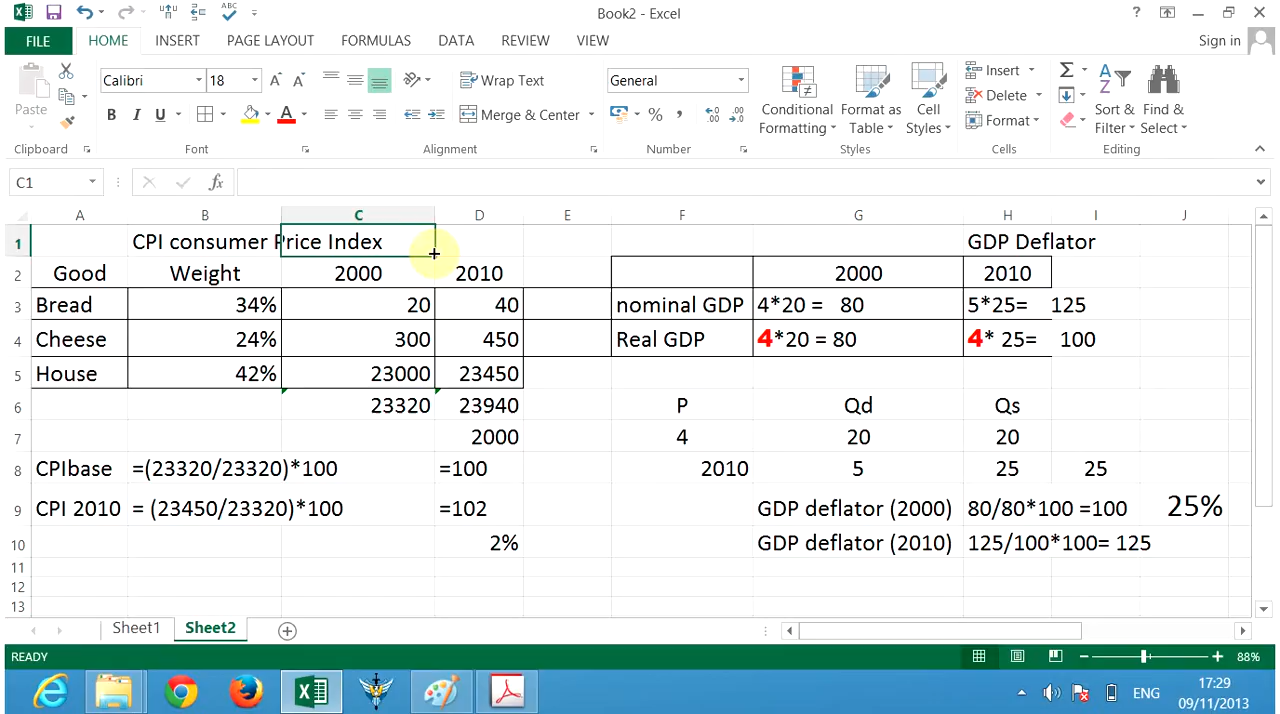 Book2 - Excel
FILE HOME INSERT PAGE LAYOUT FORMULAS DATA REVIEW VIEW Sign in
Paste Calibri 18 Wrap Text General Conditional Formatting Format as Table Cell Styles Insert Sort & Filter Find & Select
B I U A Merge & Center % , Delete
Format
Clipboard Font Alignment Number Styles Cells Editing
C1 fx
A B C D E F G H I J
1 CPI consumer Price Index GDP Deflator
2 Good Weight 2000 2010 2000 2010
3 Bread 34% 20 40 nominal GDP 4*20 = 80 5*25= 125
4 Cheese 24% 300 450 Real GDP 4*20 = 80 4* 25= 100
5 House 42% 23000 23450
6 23320 23940 P Qd Qs
7 2000 4 20 20
8 CPIbase =(23320/23320)*100 =100 2010 5 25 25
9 CPI 2010 = (23450/23320)*100 =102 GDP deflator (2000) 80/80*100 =100 25%
10 2% GDP deflator (2010) 125/100*100= 125
11
12
13
Sheet1 Sheet2
READY 88%
ENG 17:29
09/11/2013